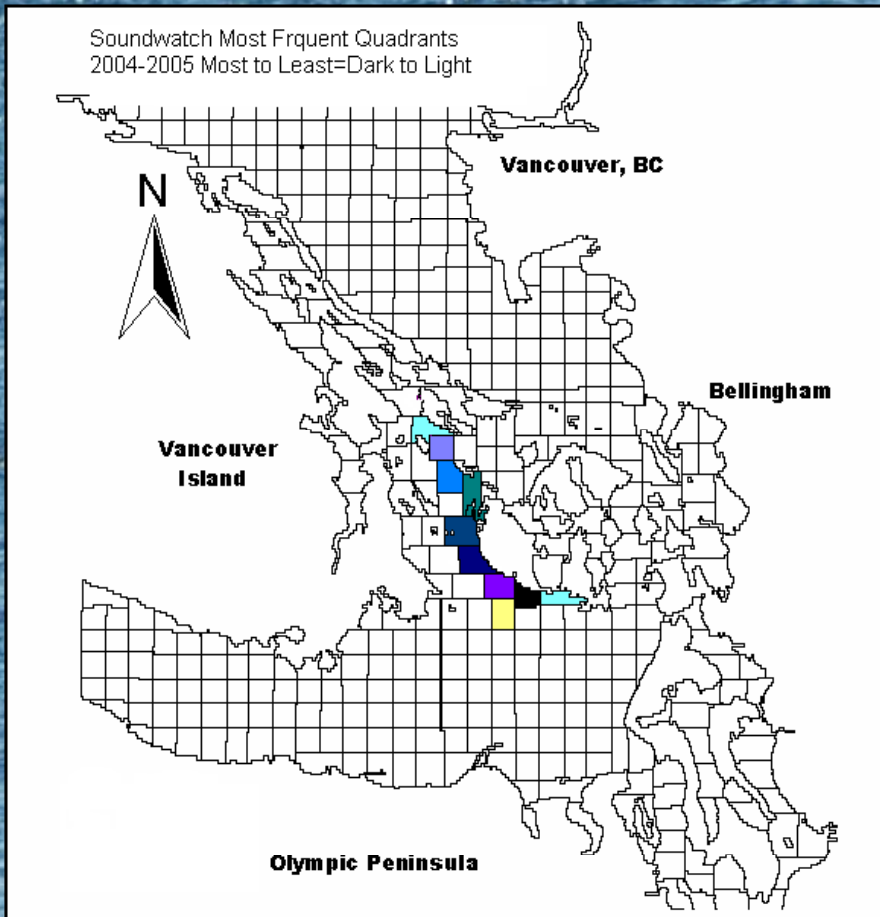 Soundwatch Most Frquent Quadrants
2004-2005 Most to Least=Dark to Light
Vancouver, BC
N
Bellingham
Vancouver
Island
Olympic Peninsula